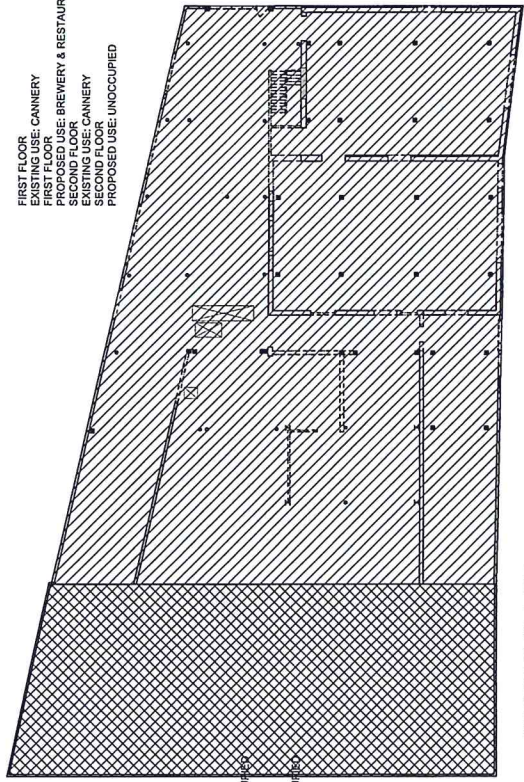 FIRST FLOOR
EXISTING USE: CANNERY
FIRST FLOOR
PROPOSED USE: BREWERY & RESTAUR
SECOND FLOOR
EXISTING USE: CANNERY
SECOND FLOOR
PROPOSED USE: UNOCCUPIED